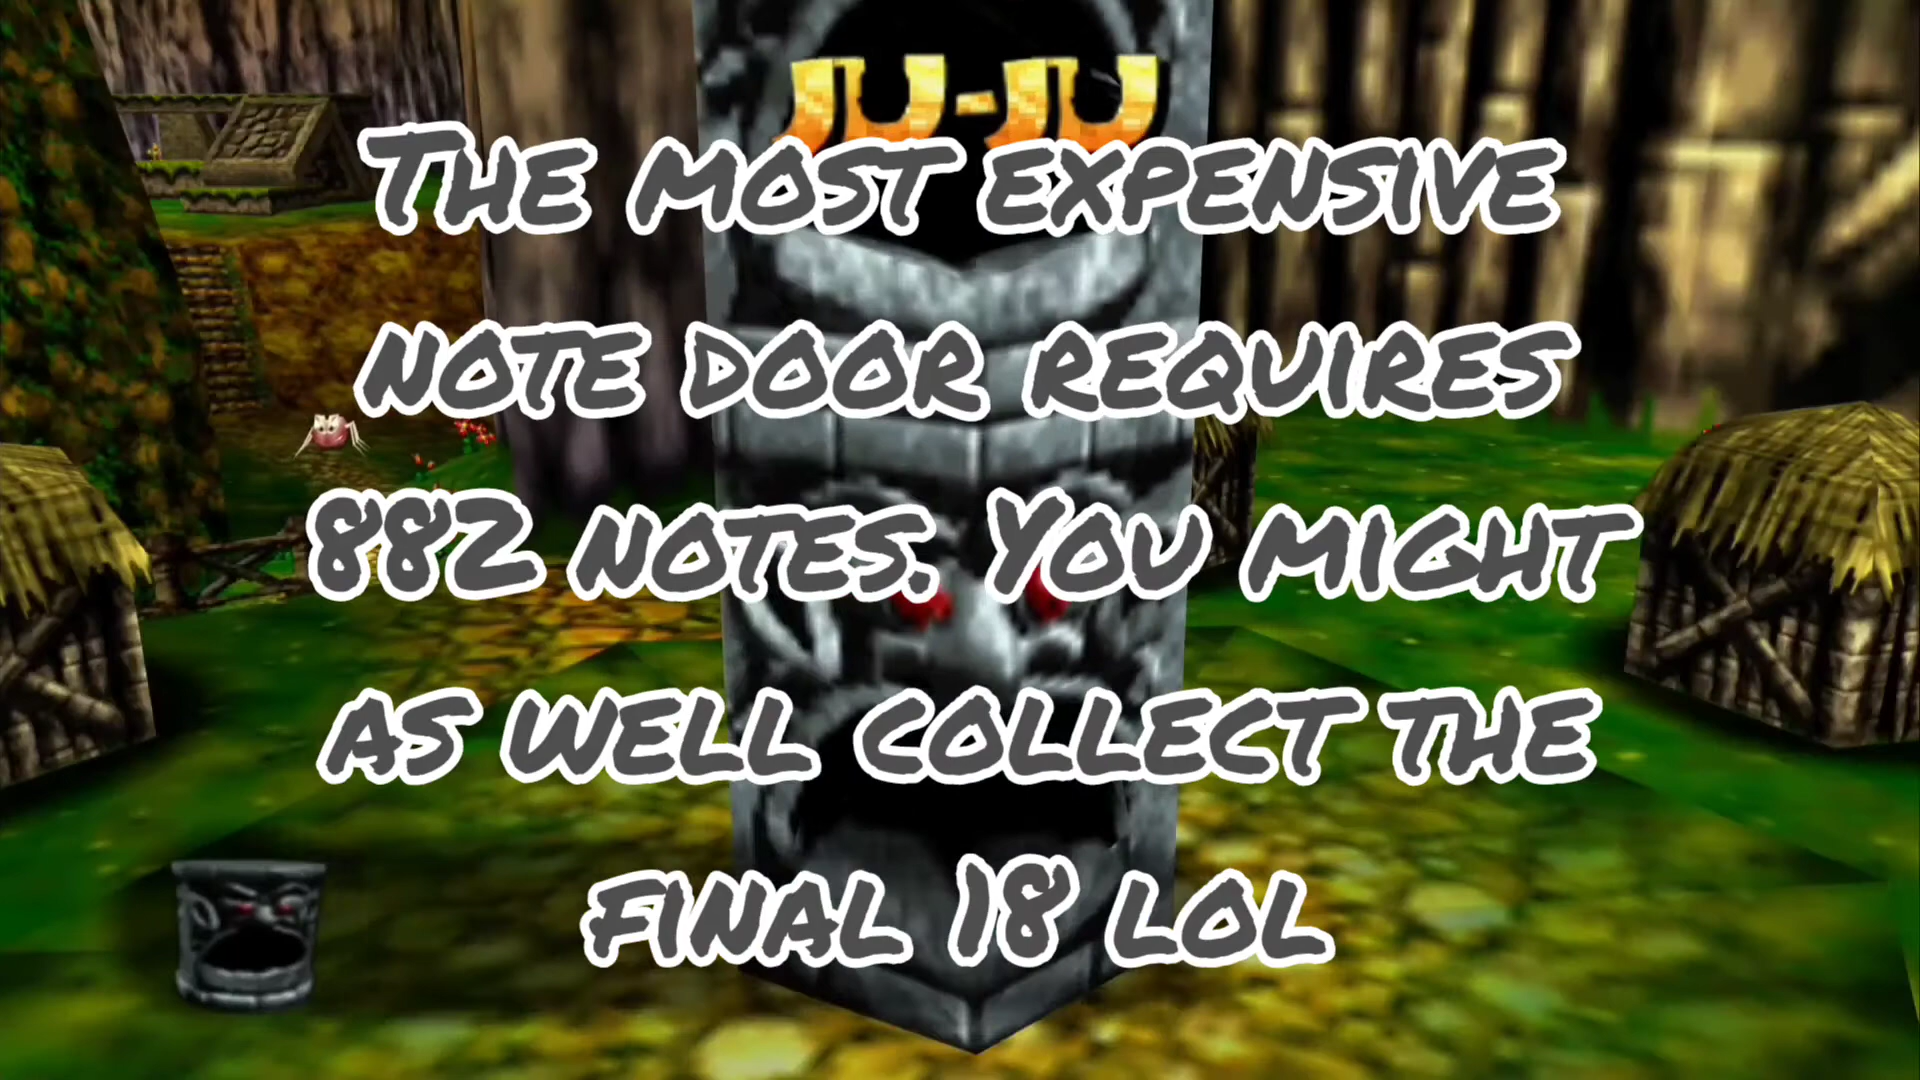 JU-JU
The most expensive
note door requires
882 notes. You might
as well collect the
final 18 lol